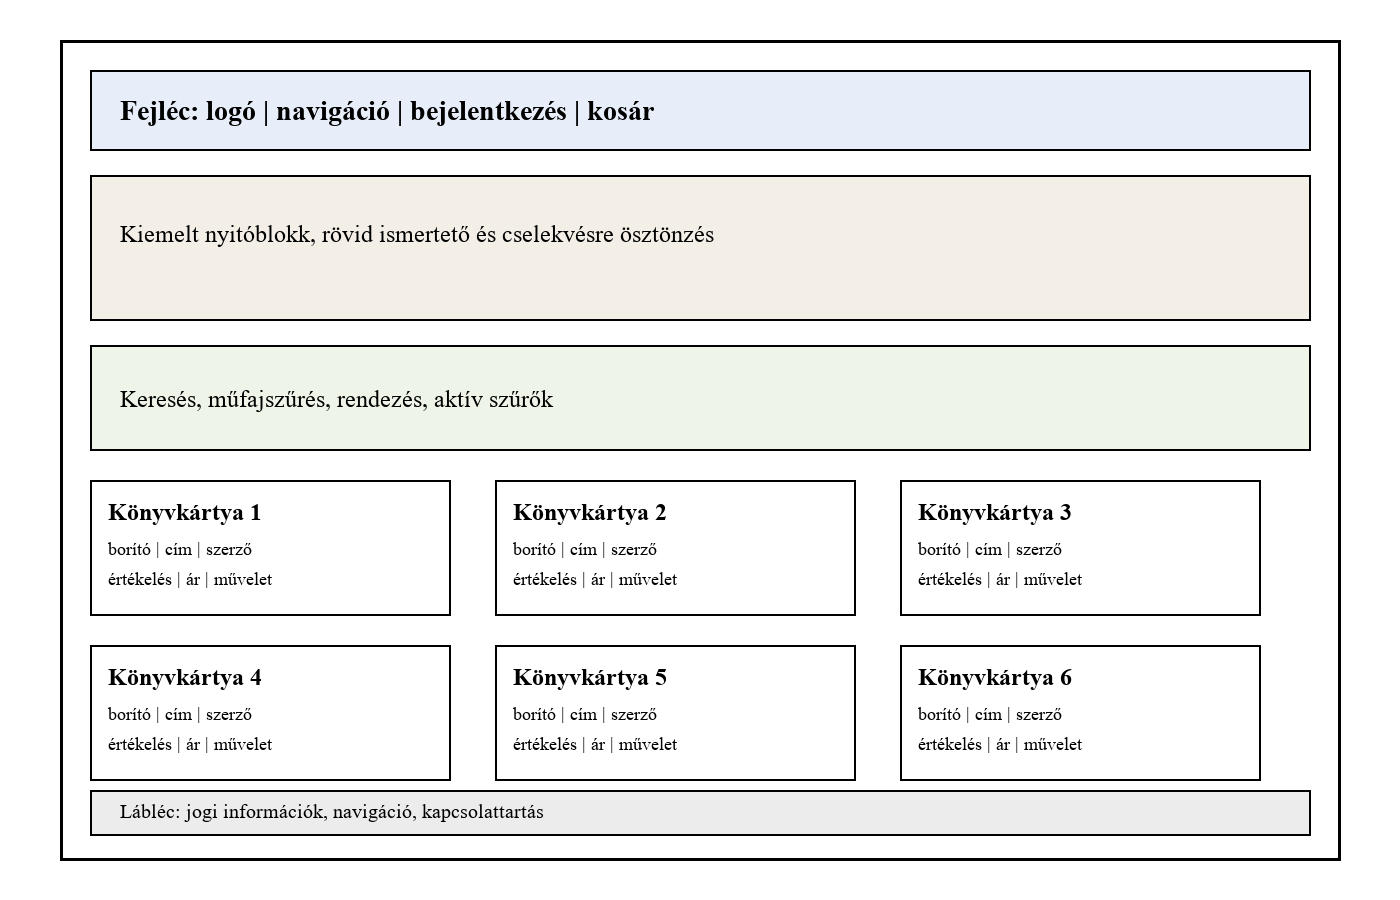 Fejléc: logó | navigáció | bejelentkezés | kosár
Kiemelt nyitóblokk, rövid ismertető és cselekvésre ösztönzés
Keresés, műfajszűrés, rendezés, aktív szűrők
Könyvkártya 1
borító | cím | szerző
értékelés | ár | művelet
Könyvkártya 2
borító | cím | szerző
értékelés | ár | művelet
Könyvkártya 3
borító | cím | szerző
értékelés | ár | művelet
Könyvkártya 4
borító | cím | szerző
értékelés | ár | művelet
Könyvkártya 5
borító | cím | szerző
értékelés | ár | művelet
Könyvkártya 6
borító | cím | szerző
értékelés | ár | művelet
Lábléc: jogi információk, navigáció, kapcsolattartás